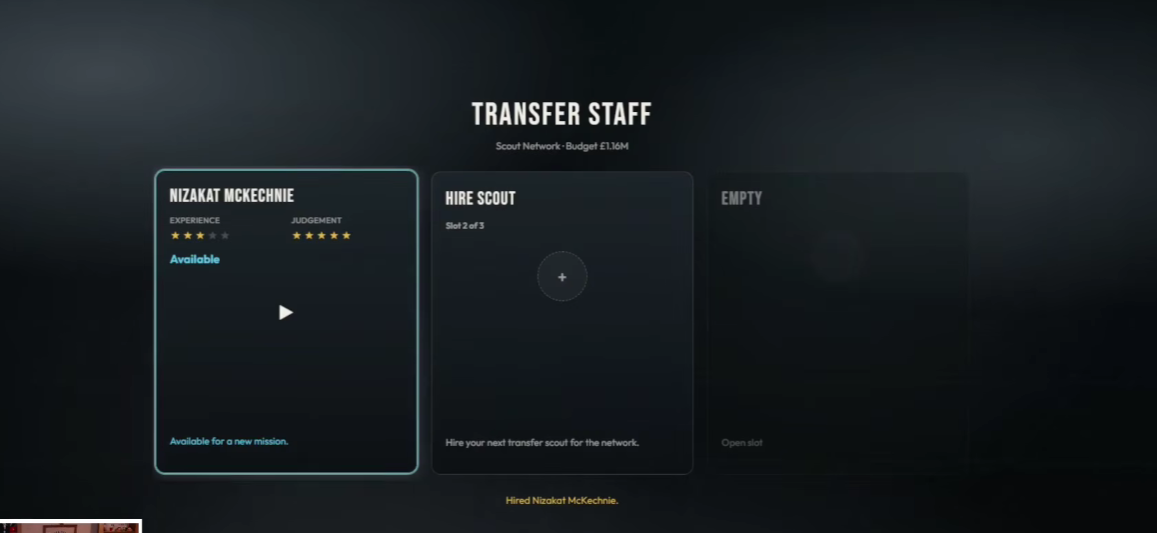 TRANSFER STAFF
Scout Network · Budget £1.16M
NIZAKAT MCKECHNIE
EXPERIENCE JUDGEMENT
Available
Available for a new mission.
HIRE SCOUT
Slot 2 of 3
+
Hire your next transfer scout for the network.
EMPTY
Open slot
Hired Nizakat McKechnie.